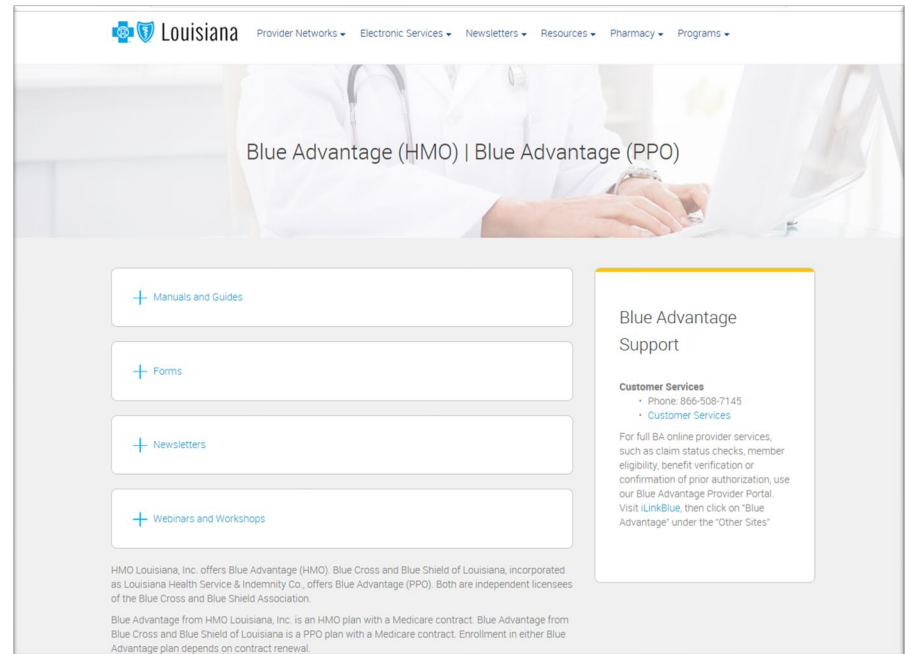 Louisiana
Provider Networks Electronic Services Newsletters Resources Pharmacy Programs
Blue Advantage (HMO) | Blue Advantage (PPO)
Manuals and Guides
Forms
Newsletters
Webinars and Workshops
HMO Louisiana, Inc. offers Blue Advantage (HMO). Blue Cross and Blue Shield of Louisiana, incorporated
as Louisiana Health Service & Indemnity Co., offers Blue Advantage (PPO). Both are independent licensees
of the Blue Cross and Blue Shield Association.
Blue Advantage from HMO Louisiana, Inc. is an HMO plan with a Medicare contract. Blue Advantage from
Blue Cross and Blue Shield of Louisiana is a PPO plan with a Medicare contract. Enrollment in either Blue
Advantage plan depends on contract renewal.
Blue Advantage
Support
Customer Services
• Phone: 866-508-7145
• Customer Services
For full BA online provider services,
such as claim status checks, member
eligibility, benefit verification or
confirmation of prior authorization, use
our Blue Advantage Provider Portal.
Visit iLinkBlue, then click on "Blue
Advantage" under the "Other Sites"